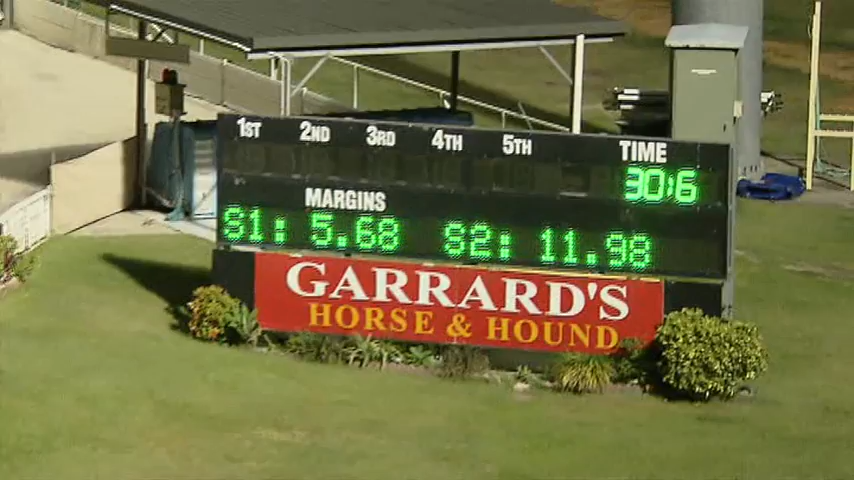 1ST 2ND 3RD 4TH 5TH TIME
30:6
MARGINS
S1: 5.68 S2: 11.98
GARRARD'S
HORSE & HOUND